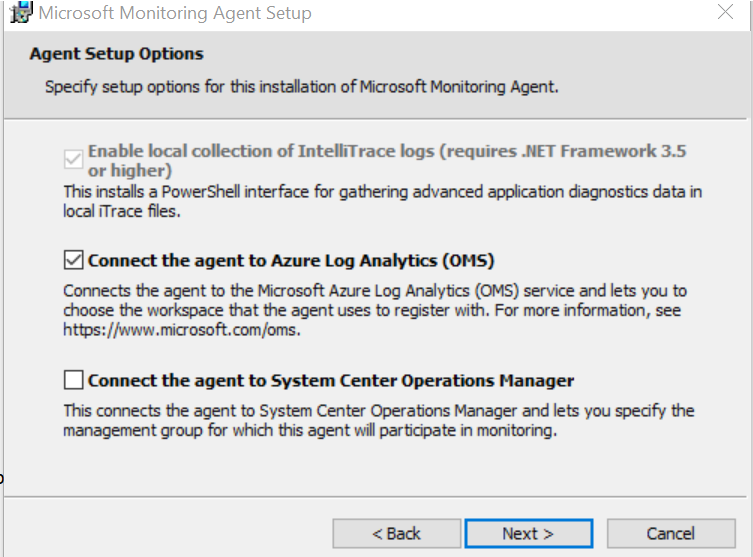 Microsoft Monitoring Agent Setup
Agent Setup Options
Specify setup options for this installation of Microsoft Monitoring Agent.
Enable local collection of IntelliTrace logs (requires .NET Framework 3.5
or higher)
This installs a PowerShell interface for gathering advanced application diagnostics data in
local iTrace files.
Connect the agent to Azure Log Analytics (OMS)
Connects the agent to the Microsoft Azure Log Analytics (OMS) service and lets you to
choose the workspace that the agent uses to register with. For more information, see
https://www.microsoft.com/oms.
Connect the agent to System Center Operations Manager
This connects the agent to System Center Operations Manager and lets you specify the
management group for which this agent will participate in monitoring.
< Back
Next >
Cancel